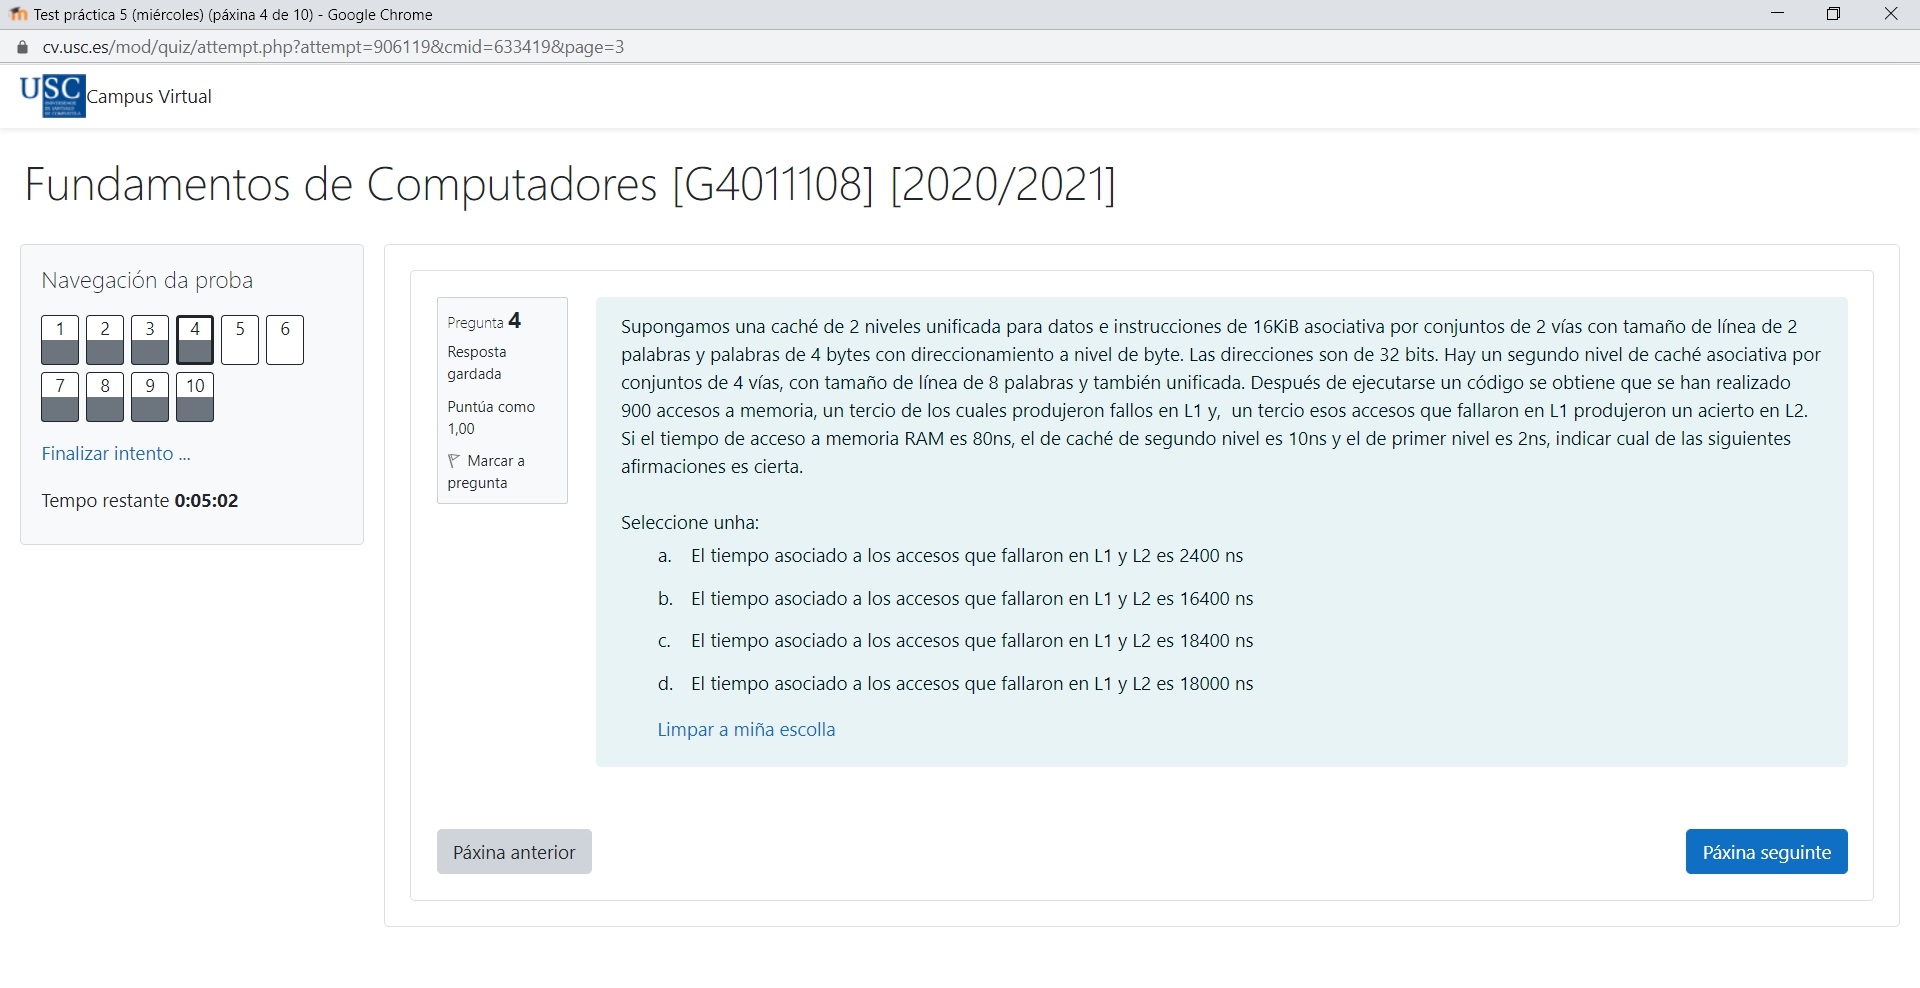 Test práctica 5 (miércoles) (páxina 4 de 10) - Google Chrome
cv.usc.es/mod/quiz/attempt.php?attempt=906119&cmid=633419&page=3
USC Campus Virtual
Fundamentos de Computadores [G4011108] [2020/2021]
Navegación da proba
1 2 3 4 5 6
7 8 9 10
Finalizar intento ...
Tempo restante 0:05:02
Pregunta 4
Resposta
gardada
Puntúa como
1,00
Marcar a
pregunta
Supongamos una caché de 2 niveles unificada para datos e instrucciones de 16KiB asociativa por conjuntos de 2 vías con tamaño de línea de 2
palabras y palabras de 4 bytes con direccionamiento a nivel de byte. Las direcciones son de 32 bits. Hay un segundo nivel de caché asociativa por
conjuntos de 4 vías, con tamaño de línea de 8 palabras y también unificada. Después de ejecutarse un código se obtiene que se han realizado
900 accesos a memoria, un tercio de los cuales produjeron fallos en L1 y, un tercio esos accesos que fallaron en L1 produjeron un acierto en L2.
Si el tiempo de acceso a memoria RAM es 80ns, el de caché de segundo nivel es 10ns y el de primer nivel es 2ns, indicar cual de las siguientes
afirmaciones es cierta.
Seleccione unha:
a. El tiempo asociado a los accesos que fallaron en L1 y L2 es 2400 ns
b. El tiempo asociado a los accesos que fallaron en L1 y L2 es 16400 ns
c. El tiempo asociado a los accesos que fallaron en L1 y L2 es 18400 ns
d. El tiempo asociado a los accesos que fallaron en L1 y L2 es 18000 ns
Limpar a miña escolla
Páxina anterior
Páxina seguinte